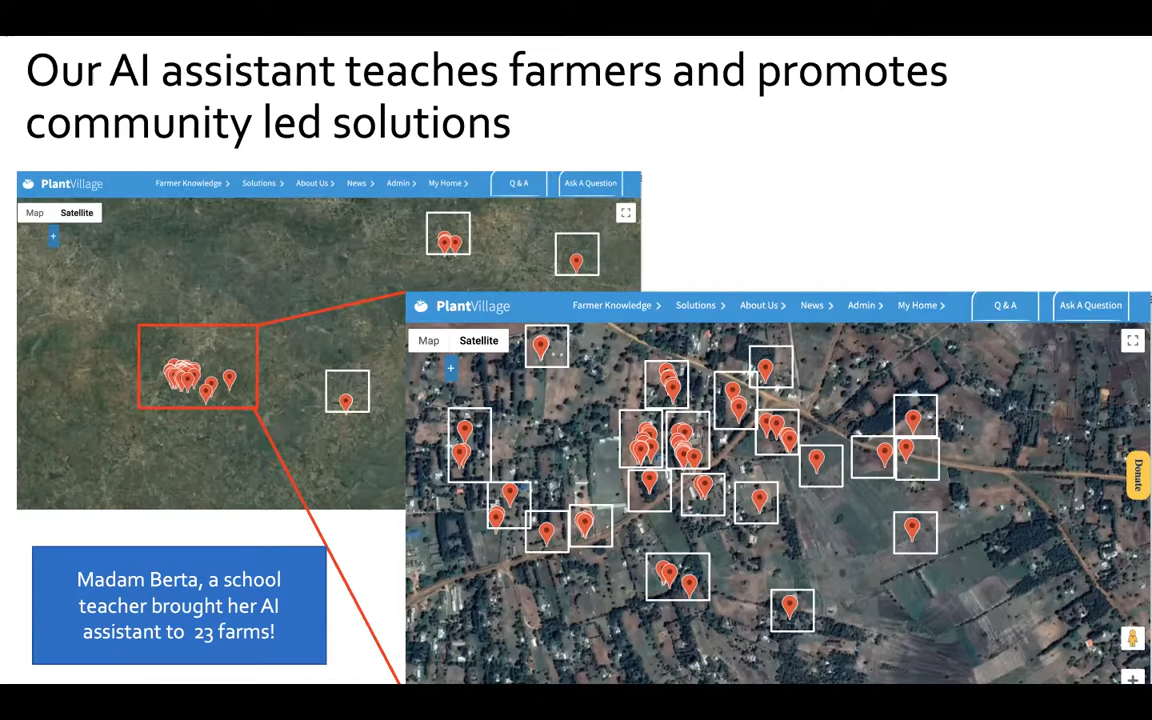 Our AI assistant teaches farmers and promotes
community led solutions
PlantVillage
Farmer Knowledge
Solutions
About Us
News
Admin
My Home
Q & A
Ask A Question
Map
Satellite
+
PlantVillage
Farmer Knowledge
Solutions
About Us
News
Admin
My Home
Q & A
Ask A Question
Map
Satellite
+
Donate
+
Madam Berta, a school
teacher brought her AI
assistant to 23 farms!